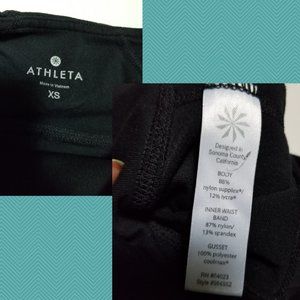 ATHLETA
Made in Vietnam
XS
Designed in
Sonoma County
California
BODY
88%
nylon supplex*/
12% lycra*
INNER WAIST
BAND
87% nylon/
13% spandex
GUSSET
100% polyester
coolmax*
RN #54023